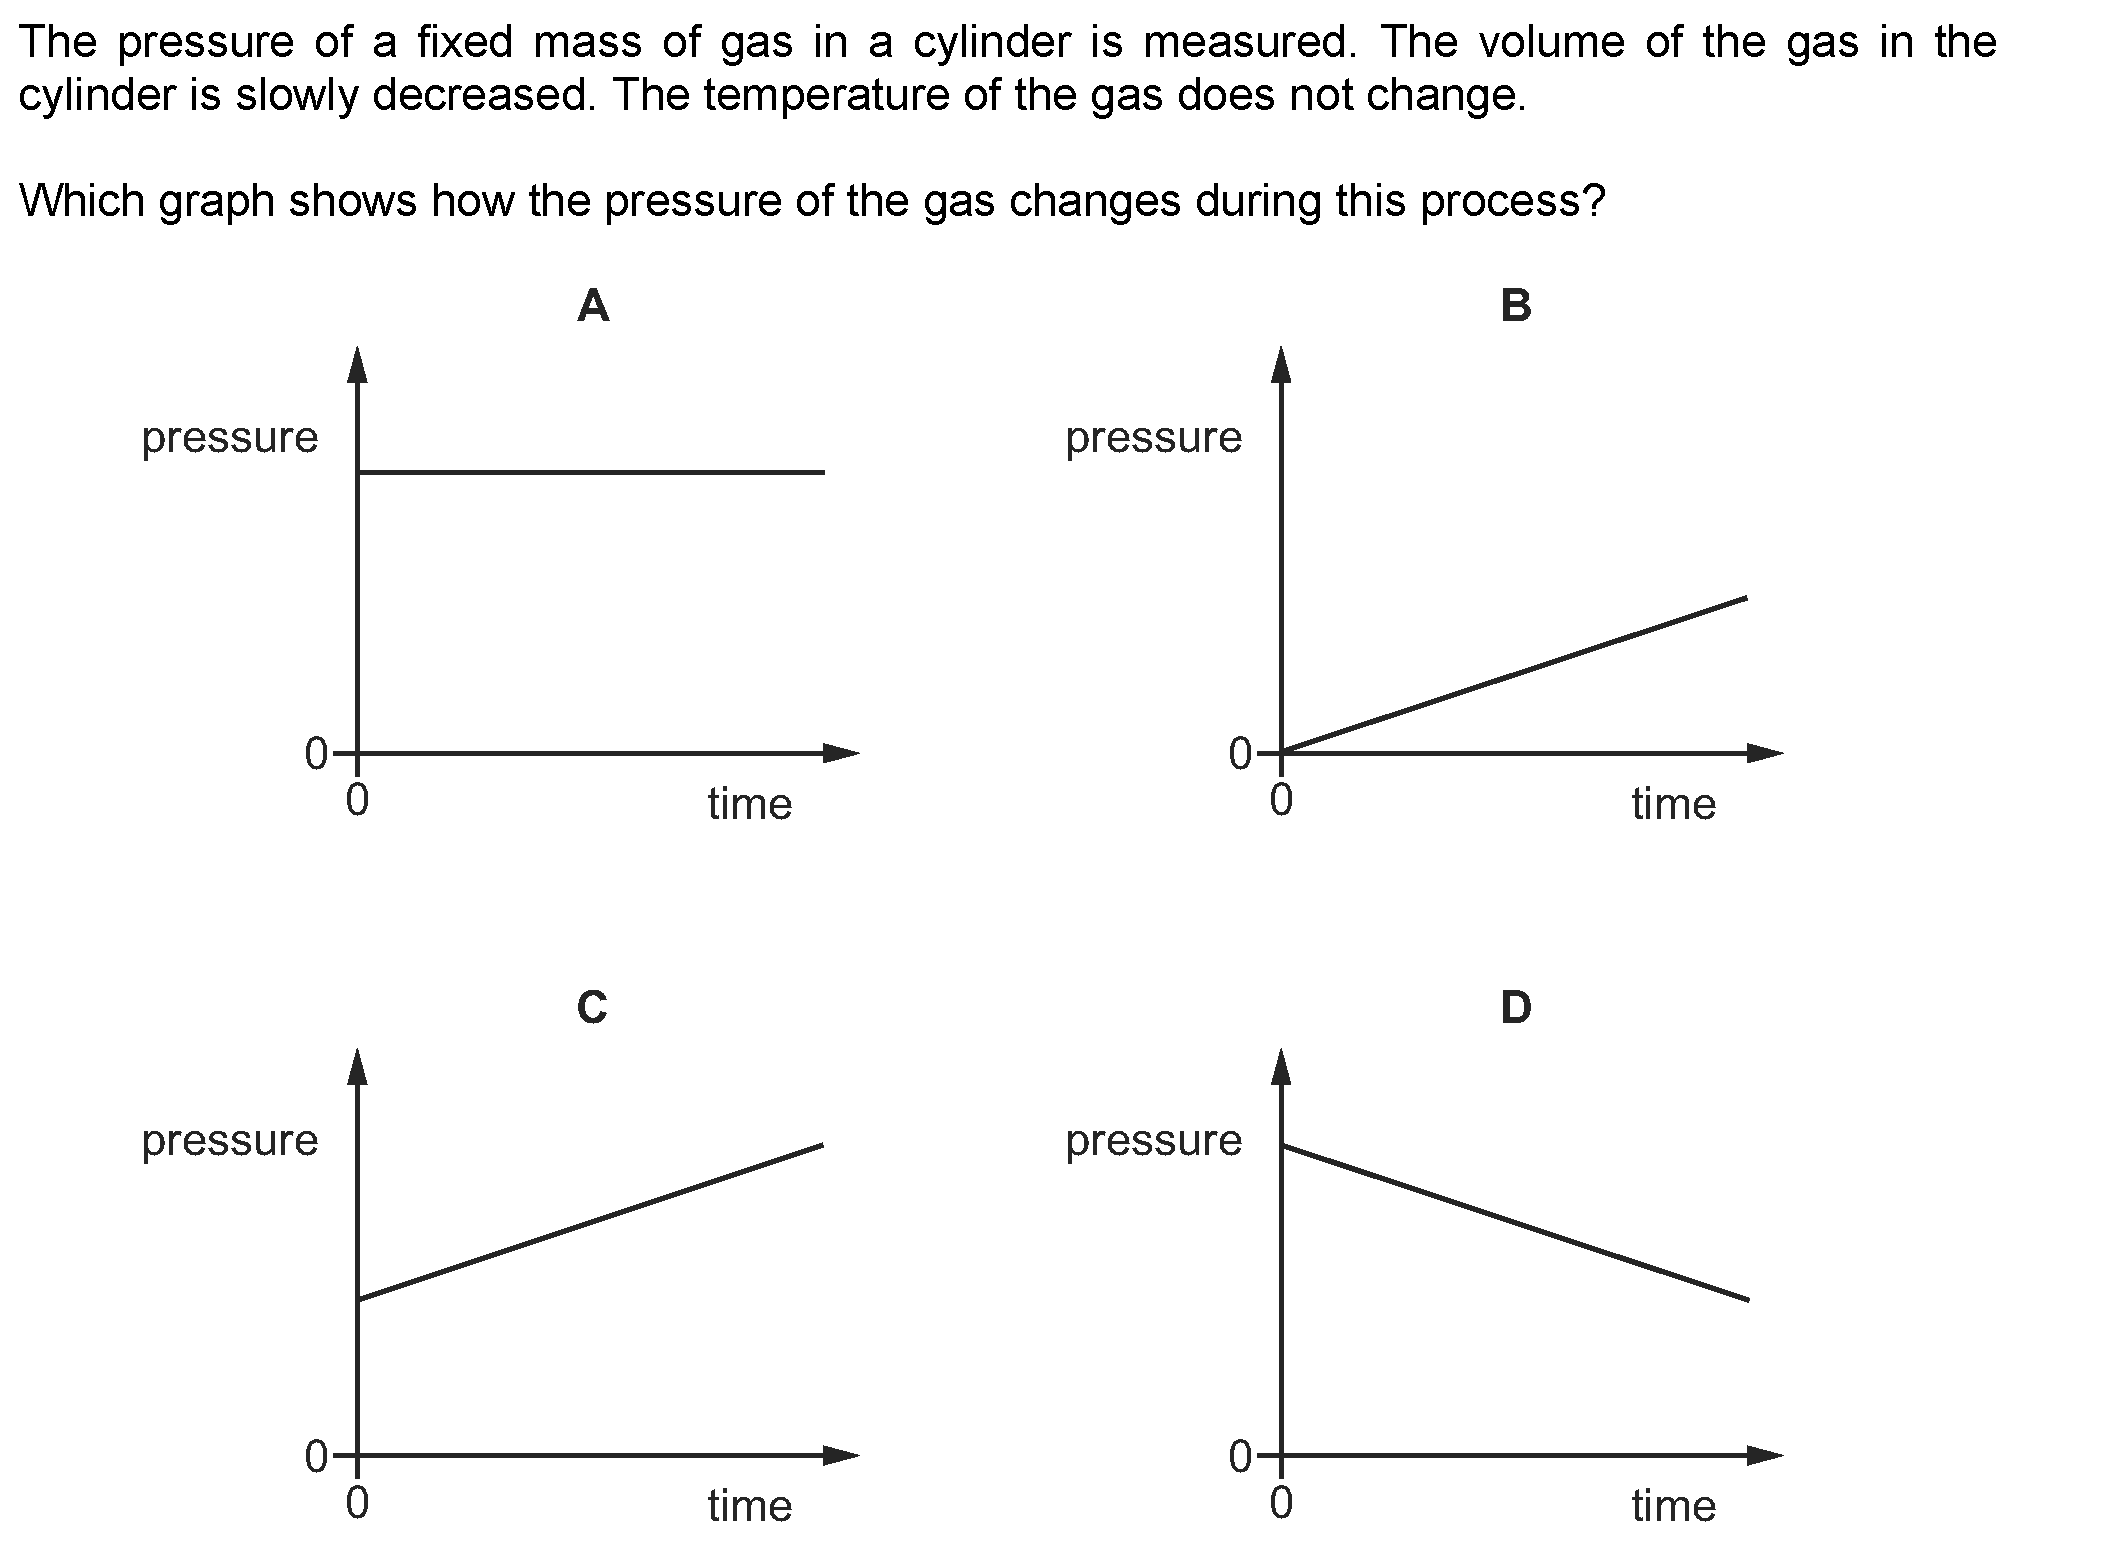 The pressure of a fixed mass of gas in a cylinder is measured. The volume of the gas in the
cylinder is slowly decreased. The temperature of the gas does not change.
Which graph shows how the pressure of the gas changes during this process?
A
pressure
0
0
time
B
pressure
0
0
time
C
pressure
0
0
time
D
pressure
0
0
time